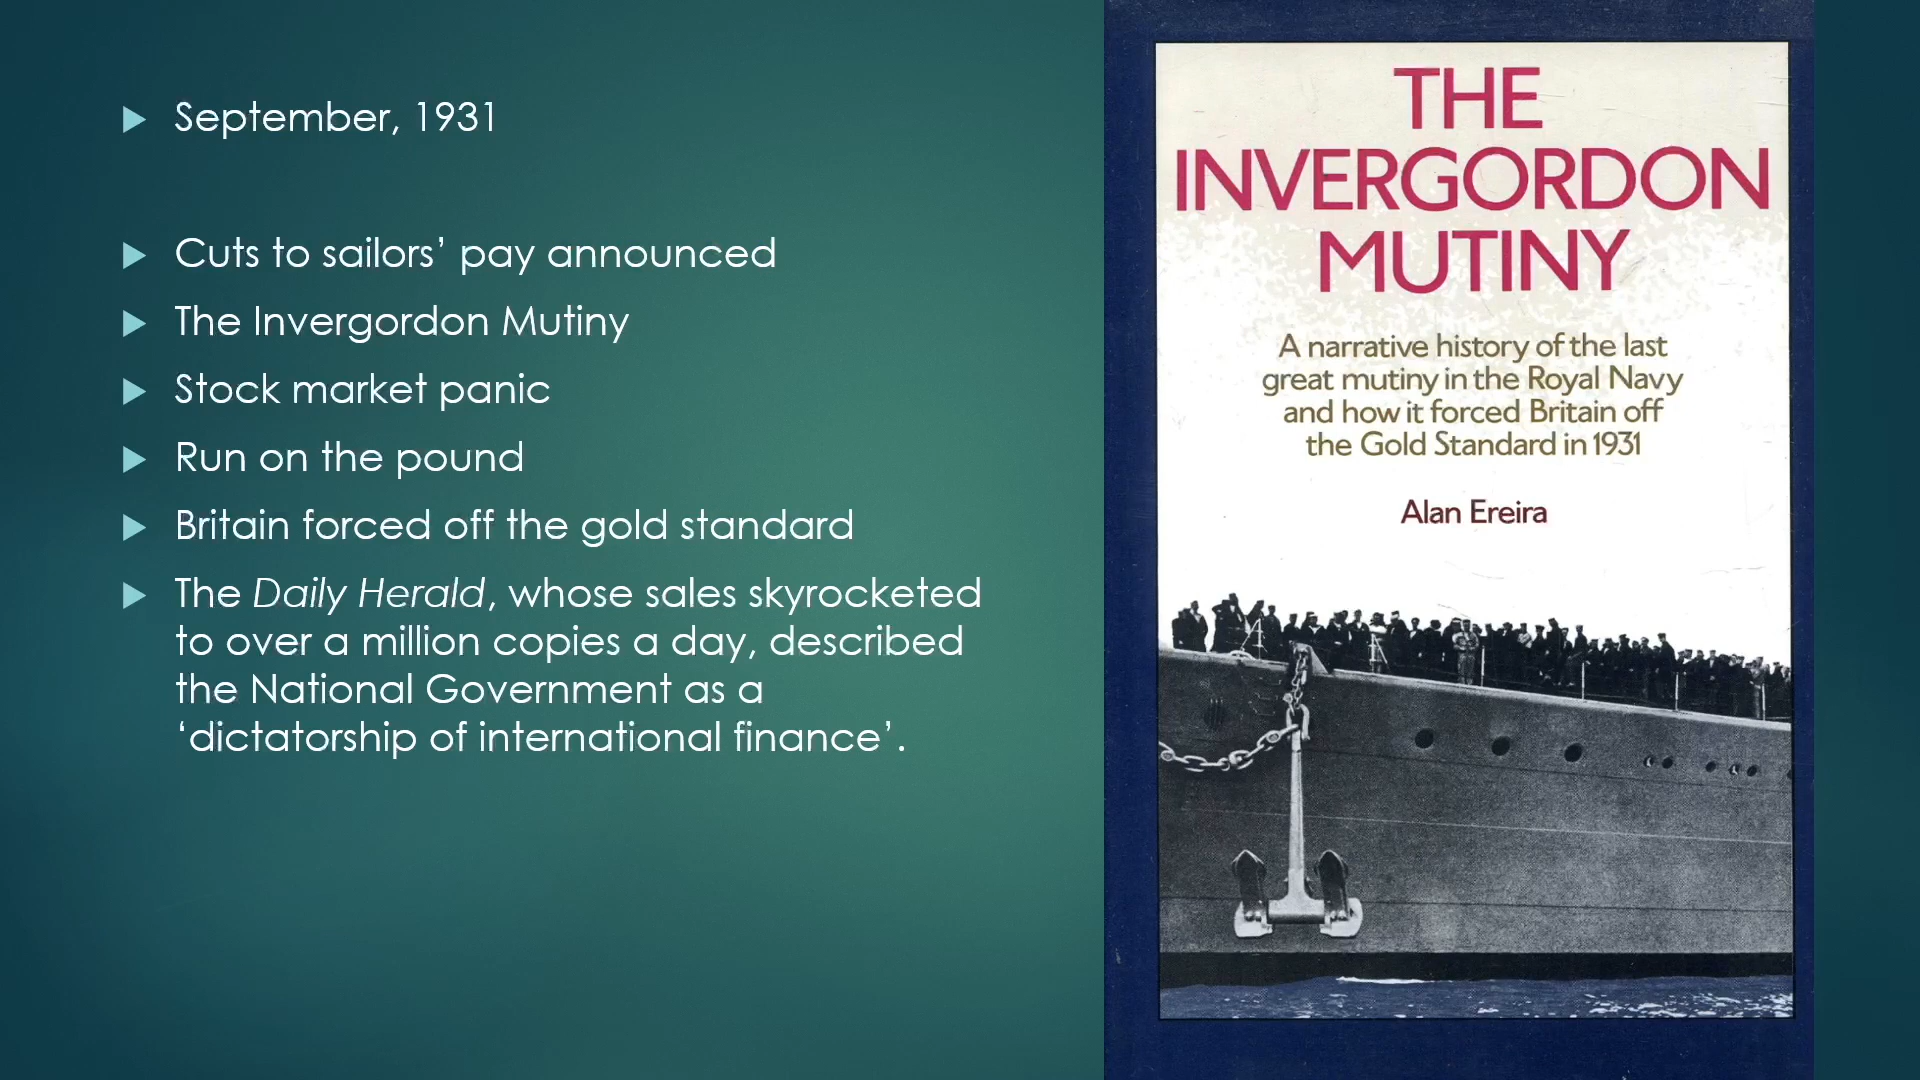 September, 1931
Cuts to sailors’ pay announced
The Invergordon Mutiny
Stock market panic
Run on the pound
Britain forced off the gold standard
The Daily Herald, whose sales skyrocketed
to over a million copies a day, described
the National Government as a
‘dictatorship of international finance’.
THE
INVERGORDON
MUTINY
A narrative history of the last
great mutiny in the Royal Navy
and how it forced Britain off
the Gold Standard in 1931
Alan Ereira